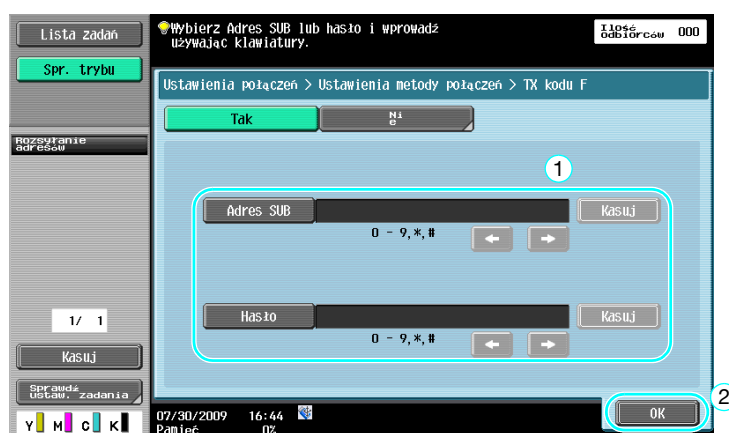 Lista zadań
Spr. trybu
Wybierz Adres SUB lub hasło i wprowadź
używając klawiatury.
Ilość
odbiorców 000
Ustawienia połączeń > Ustawienia metody połączeń > TX kodu F
Tak
Ni
e
Rozsyłanie
adresów
1
Adres SUB
Kasuj
0 - 9,*,#
← →
Hasło
Kasuj
0 - 9,*,#
← →
1/ 1
Kasuj
Sprawdź
ustaw. zadania
Y M C K
07/30/2009 16:44
Pamięć 0%
OK
2